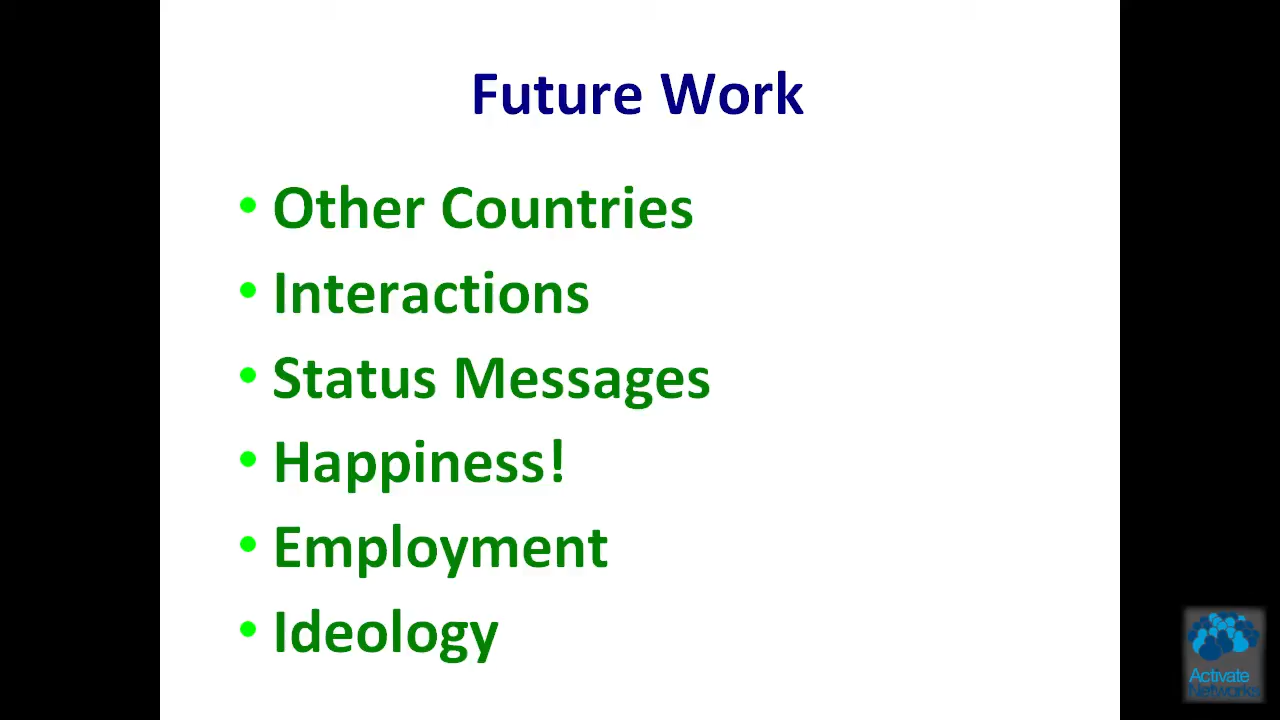 Future Work
• Other Countries
• Interactions
• Status Messages
• Happiness!
• Employment
• Ideology
Activate
Networks